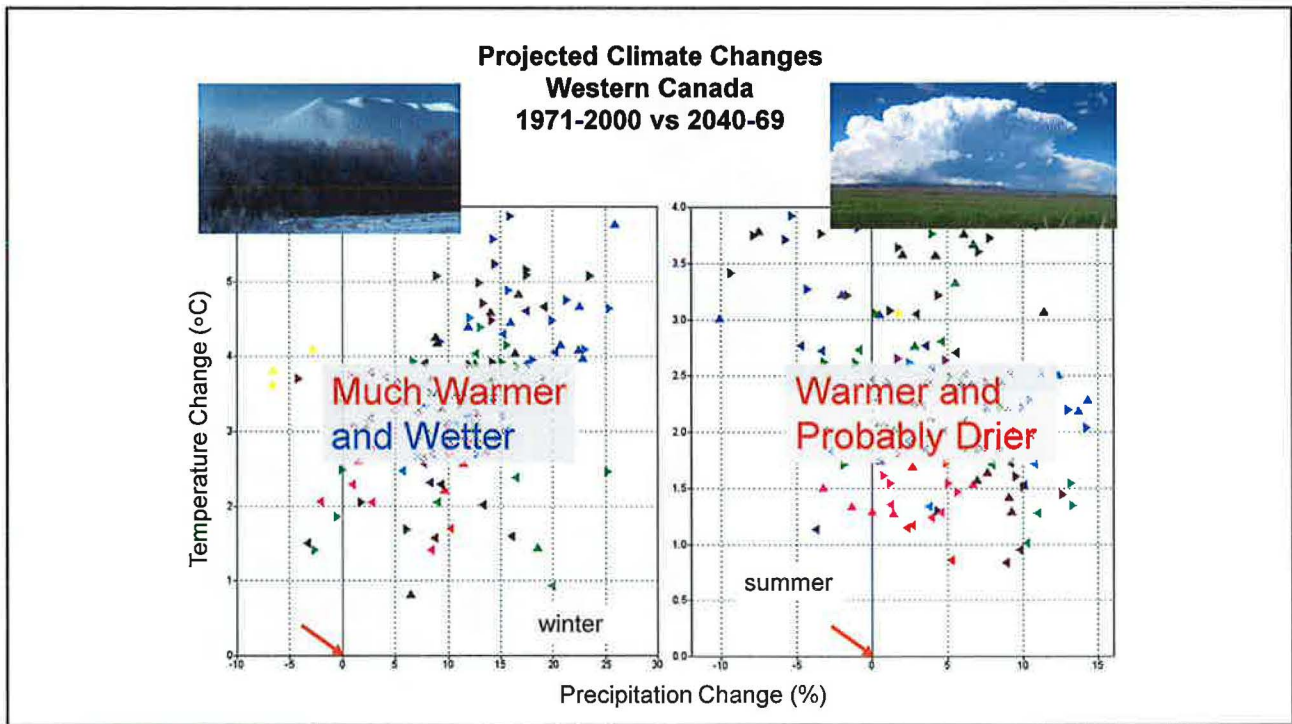 Projected Climate Changes
Western Canada
1971-2000 vs 2040-69
Temperature Change (oC)
5
4
3
2
1
0
-10
-5
0
5
10
15
20
25
30
Much Warmer
and Wetter
winter
4.0
3.5
3.0
2.5
2.0
1.5
1.0
0.5
0.0
-10
-5
0
5
10
15
Warmer and
Probably Drier
summer
Precipitation Change (%)